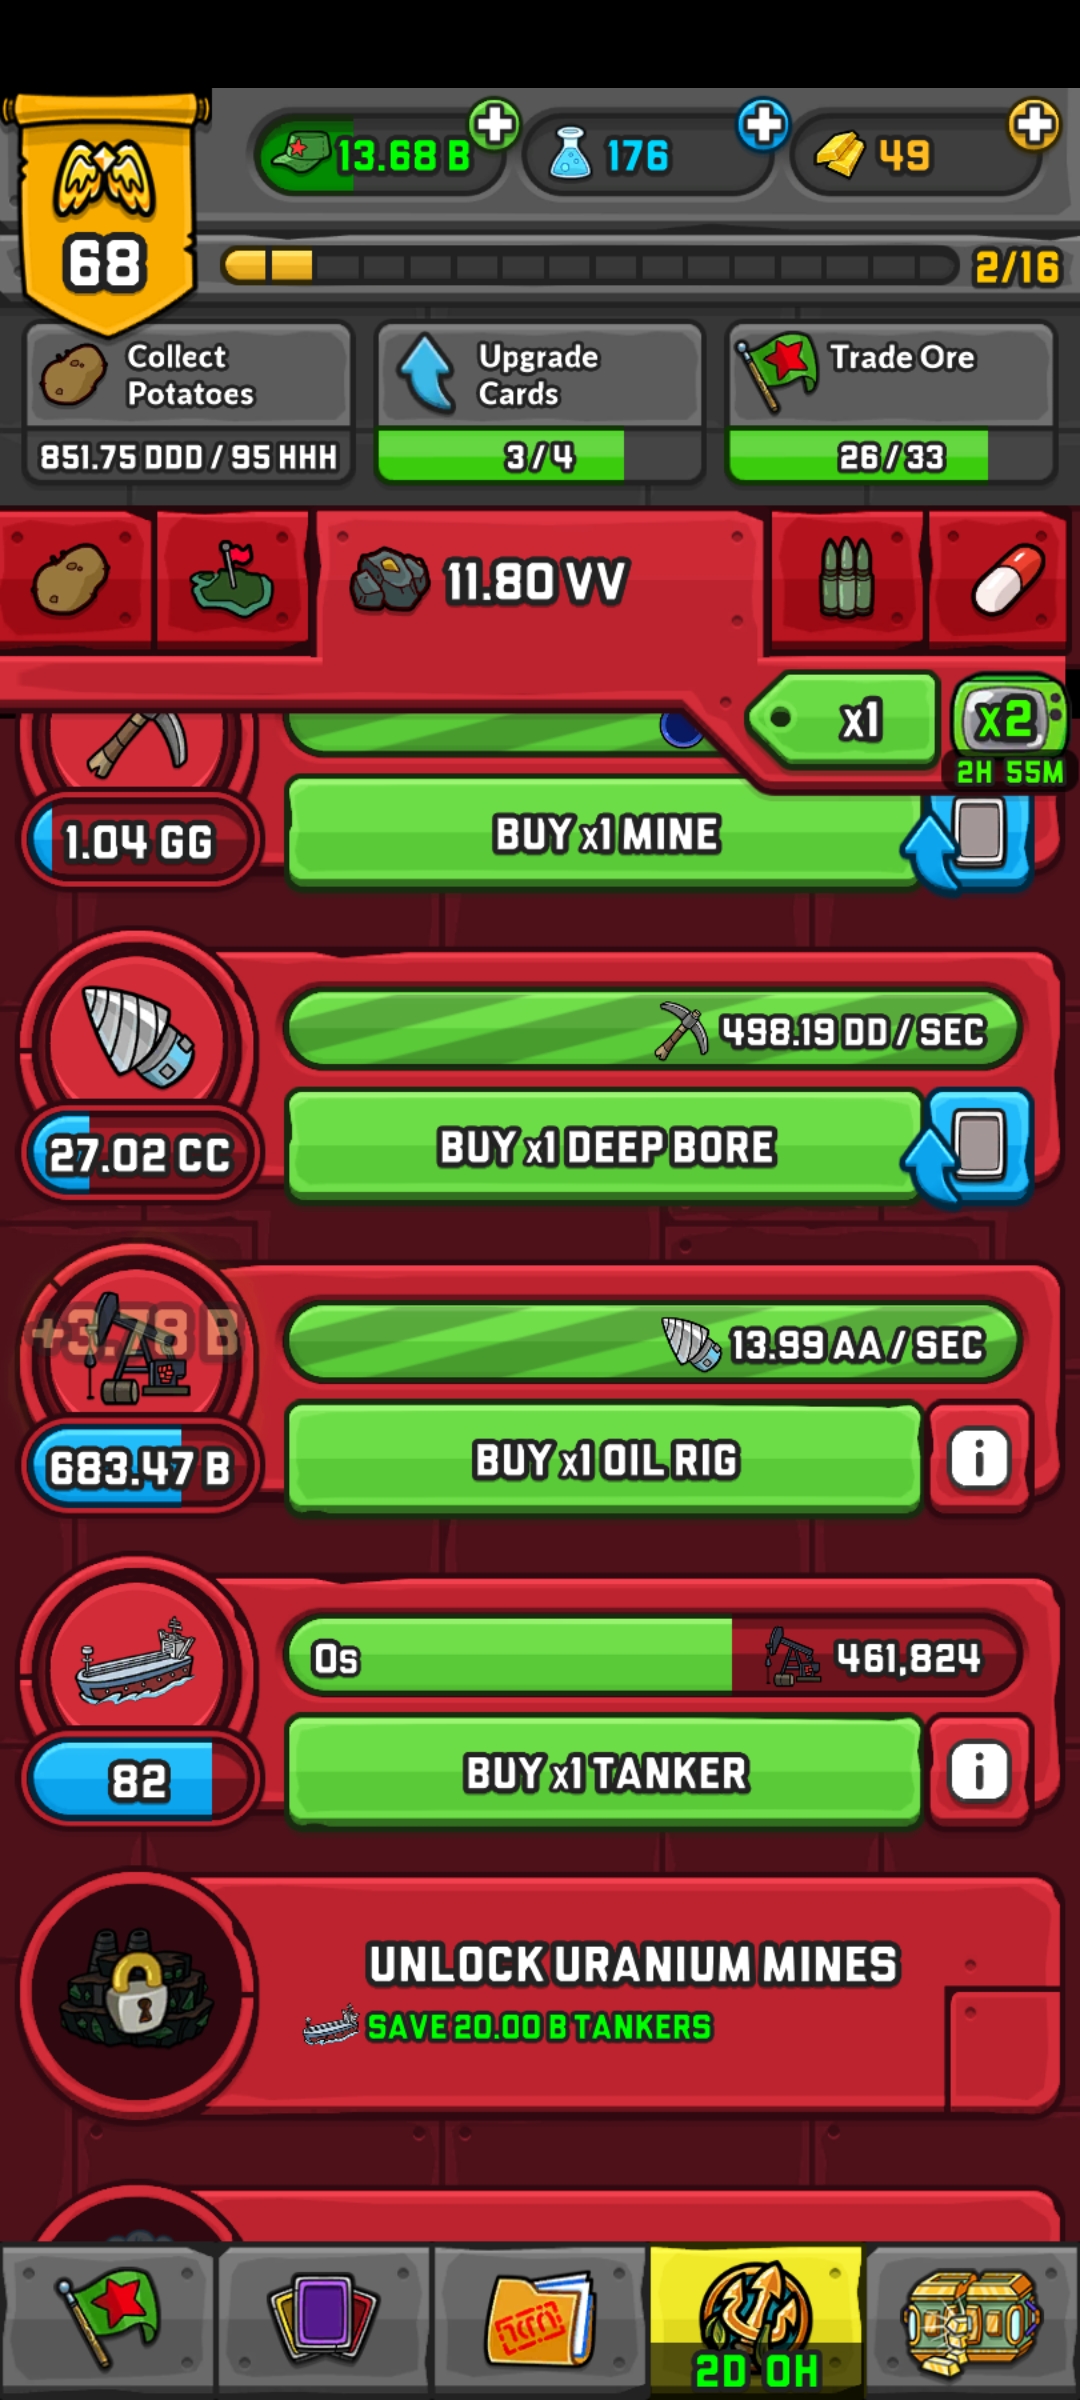 13.68 B
176
49
68
2/16
Collect
Potatoes
851.75 DDD / 95 HHH
Upgrade
Cards
3/4
Trade Ore
26/33
11.80 VV
x1
x2
2H 55M
1.04 GG
BUY x1 MINE
498.19 DD / SEC
27.02 CC
BUY x1 DEEP BORE
+3.78 B
13.99 AA / SEC
683.47 B
BUY x1 OIL RIG
i
0s
461,824
82
BUY x1 TANKER
i
UNLOCK URANIUM MINES
SAVE 20.00 B TANKERS
2D 0H